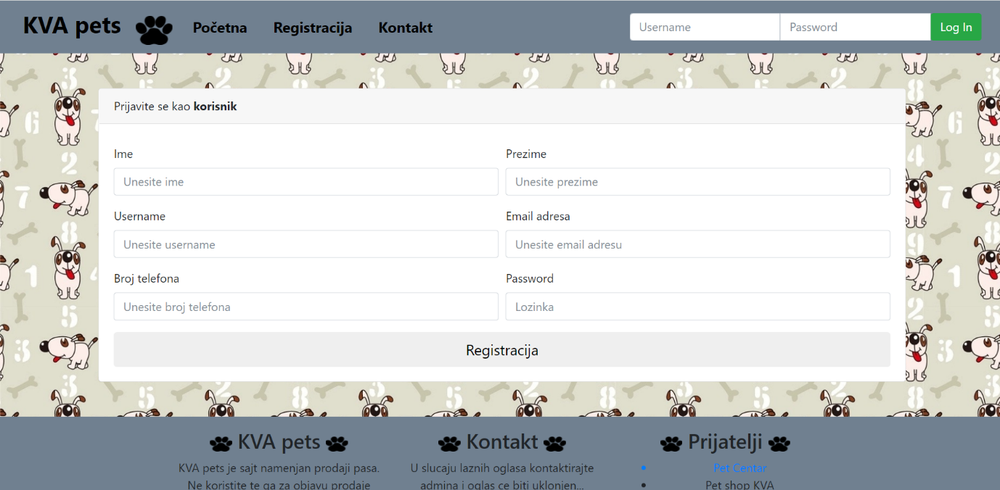 KVA pets Početna Registracija Kontakt Username Password Log In
Prijavite se kao korisnik
Ime Prezime
Unesite ime Unesite prezime
Username Email adresa
Unesite username Unesite email adresu
Broj telefona Password
Unesite broj telefona Lozinka
Registracija
KVA pets Kontakt Prijatelji
KVA pets je sajt namenjan prodaji pasa. U slucaju laznih oglasa kontaktirajte Pet Centar
Ne koristite te ga za objavu prodaje admina i oglas ce biti uklonjen... Pet shop KVA